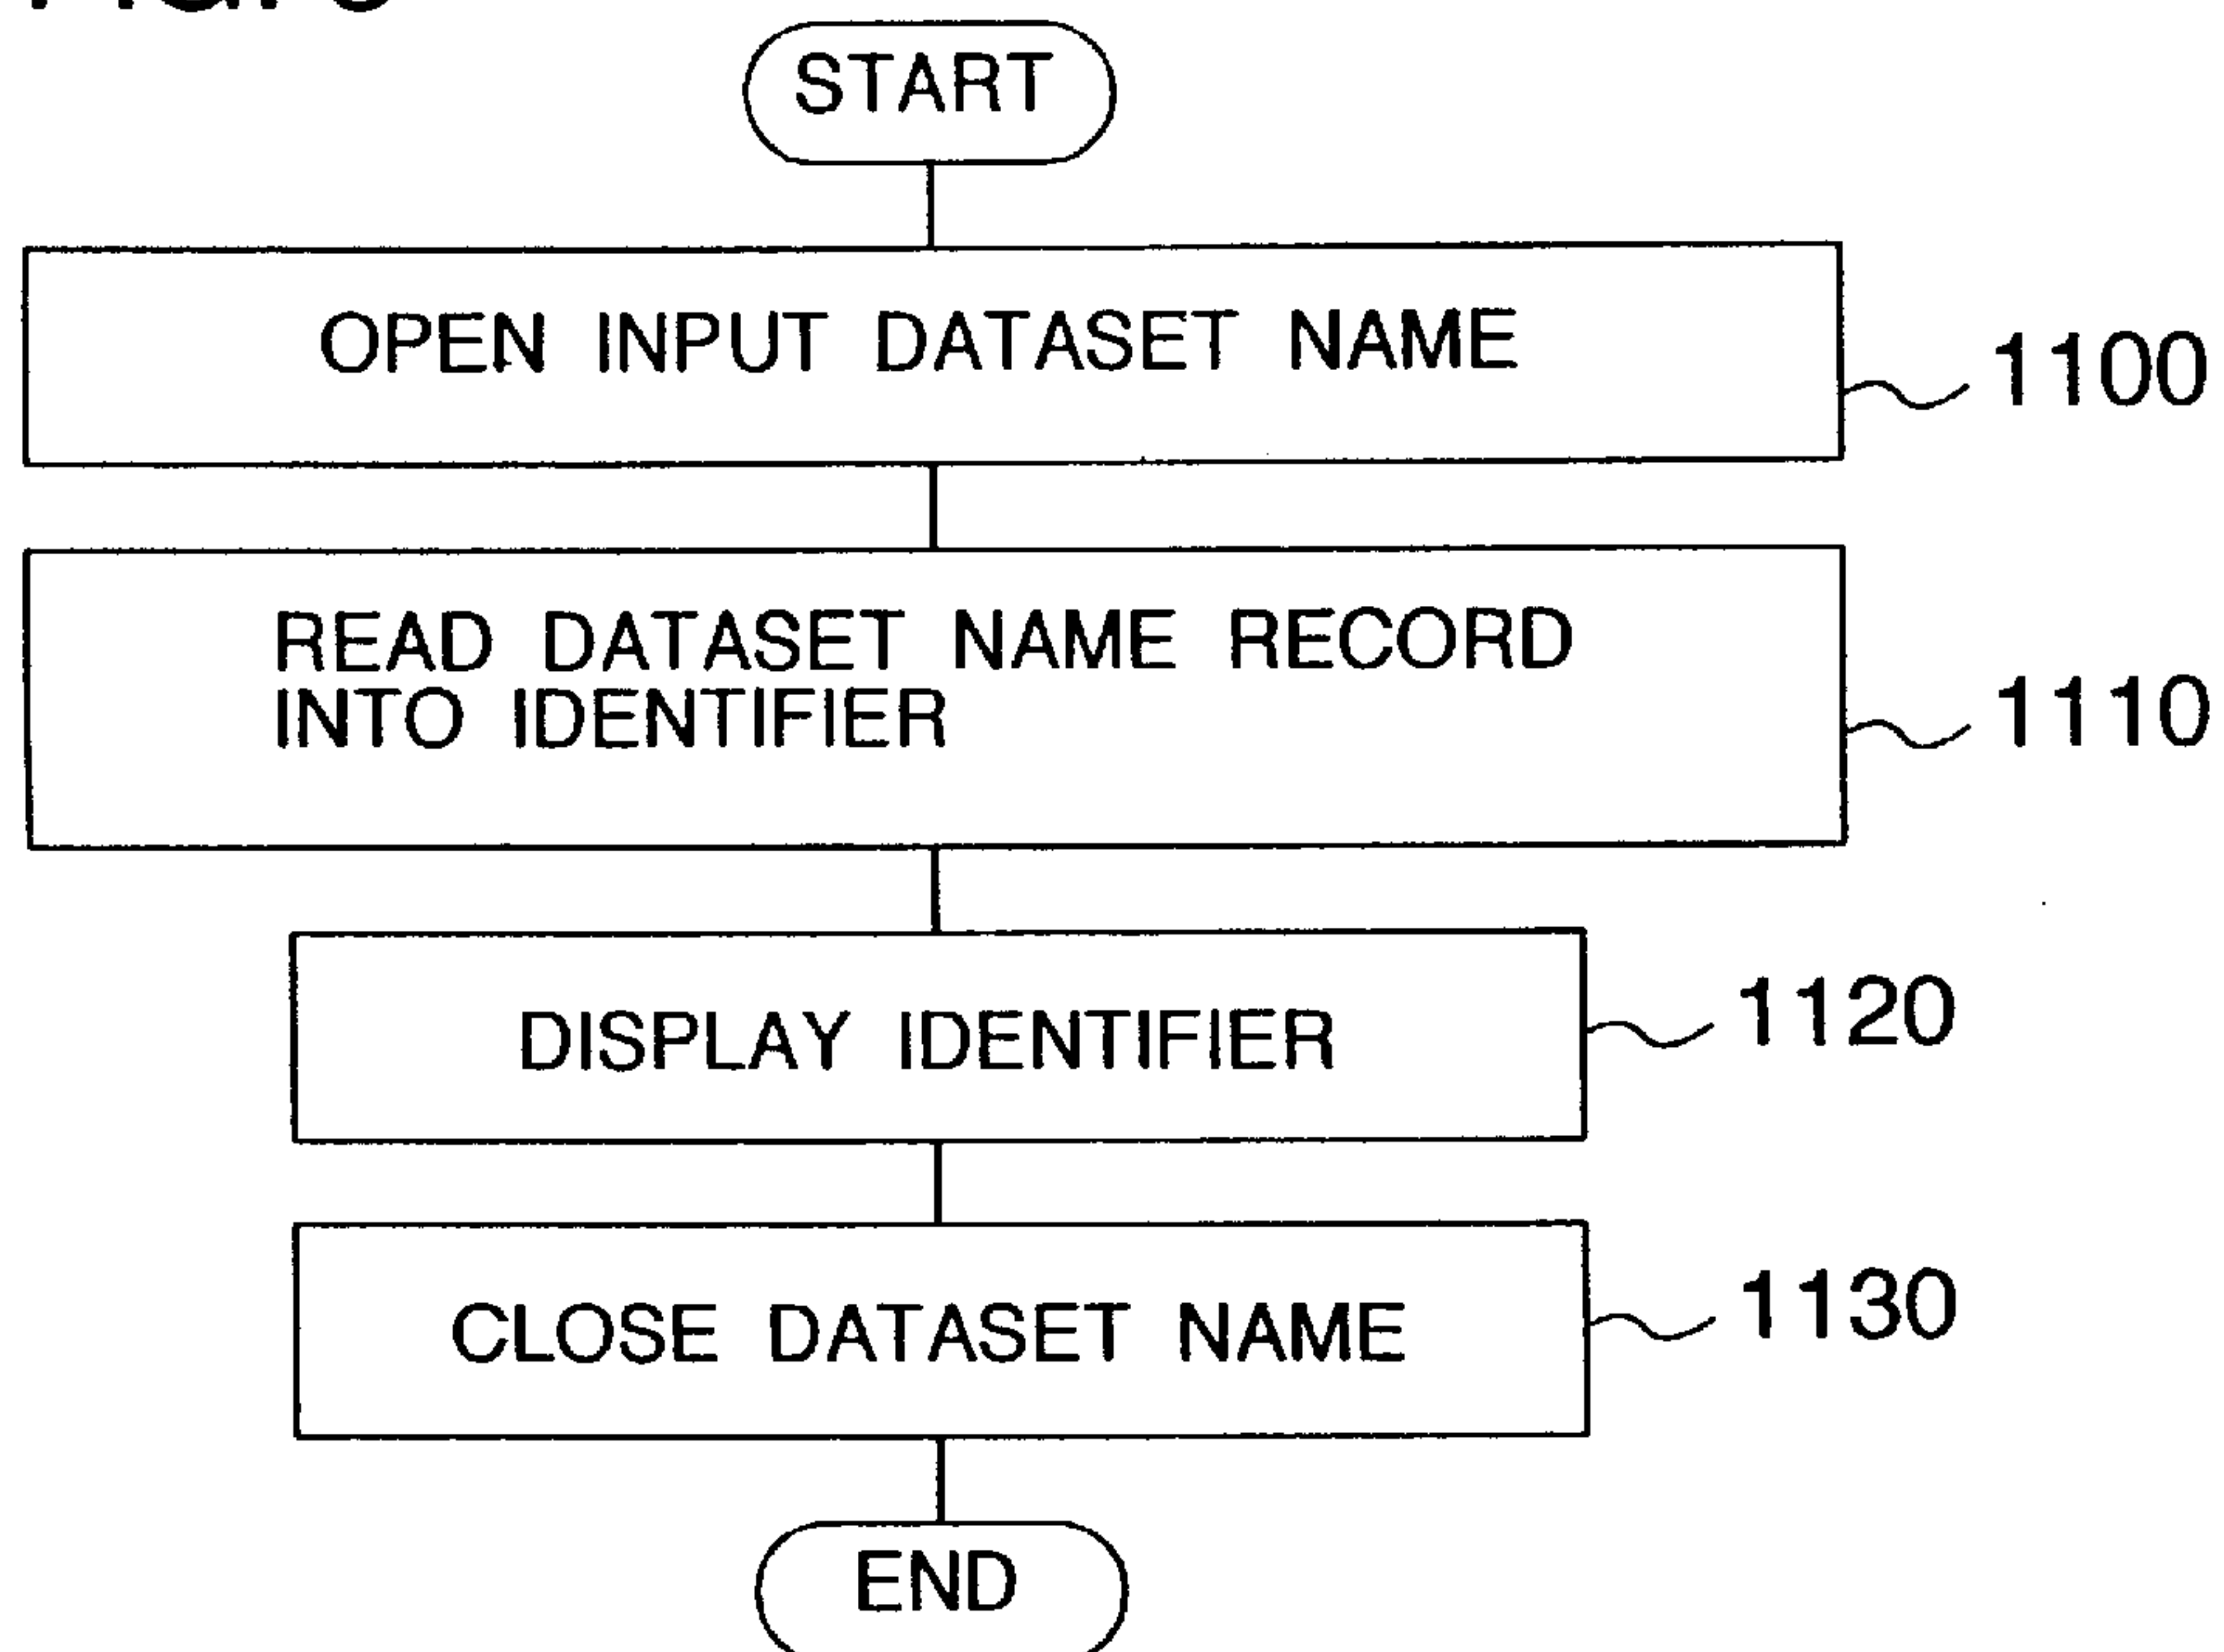 START
OPEN INPUT DATASET NAME
1100
READ DATASET NAME RECORD
INTO IDENTIFIER
1110
DISPLAY IDENTIFIER
1120
CLOSE DATASET NAME
1130
END